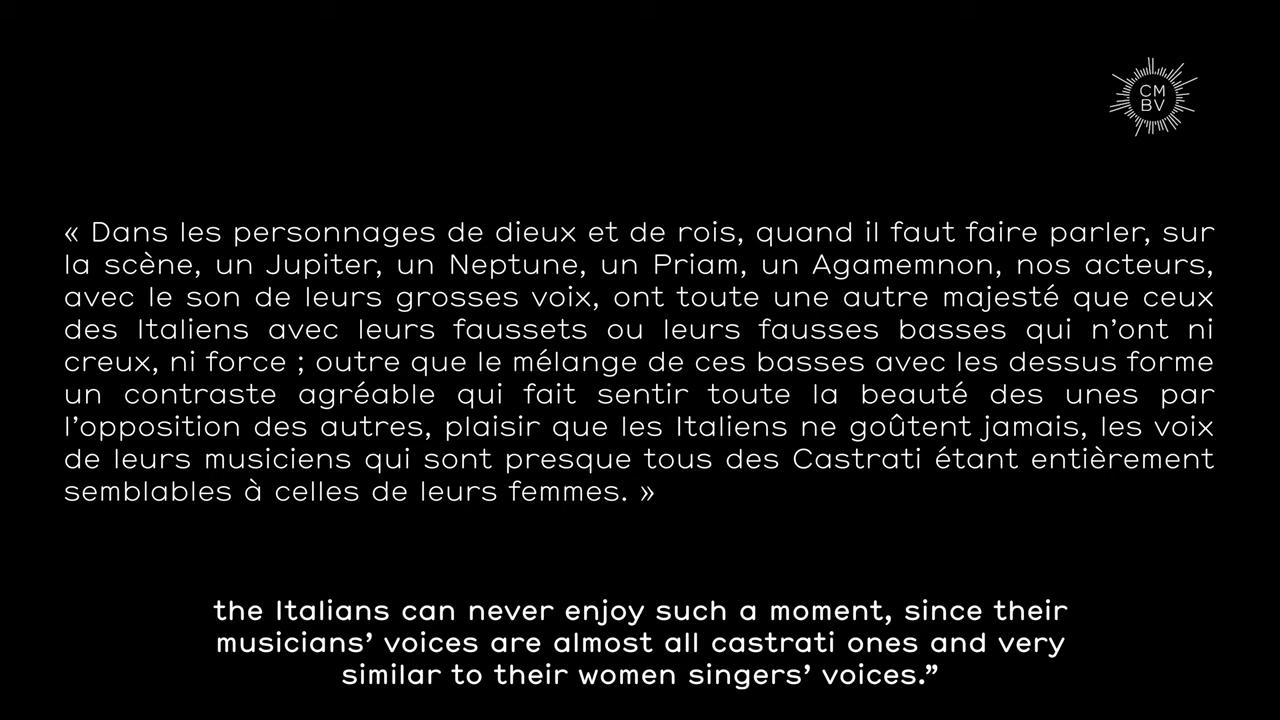 CM
BV
« Dans les personnages de dieux et de rois, quand il faut faire parler, sur
la scène, un Jupiter, un Neptune, un Priam, un Agamemnon, nos acteurs,
avec le son de leurs grosses voix, ont toute une autre majesté que ceux
des Italiens avec leurs faussets ou leurs fausses basses qui n’ont ni
creux, ni force ; outre que le mélange de ces basses avec les dessus forme
un contraste agréable qui fait sentir toute la beauté des unes par
l’opposition des autres, plaisir que les Italiens ne goûtent jamais, les voix
de leurs musiciens qui sont presque tous des Castrati étant entièrement
semblables à celles de leurs femmes. »
the Italians can never enjoy such a moment, since their
musicians’ voices are almost all castrati ones and very
similar to their women singers’ voices.”